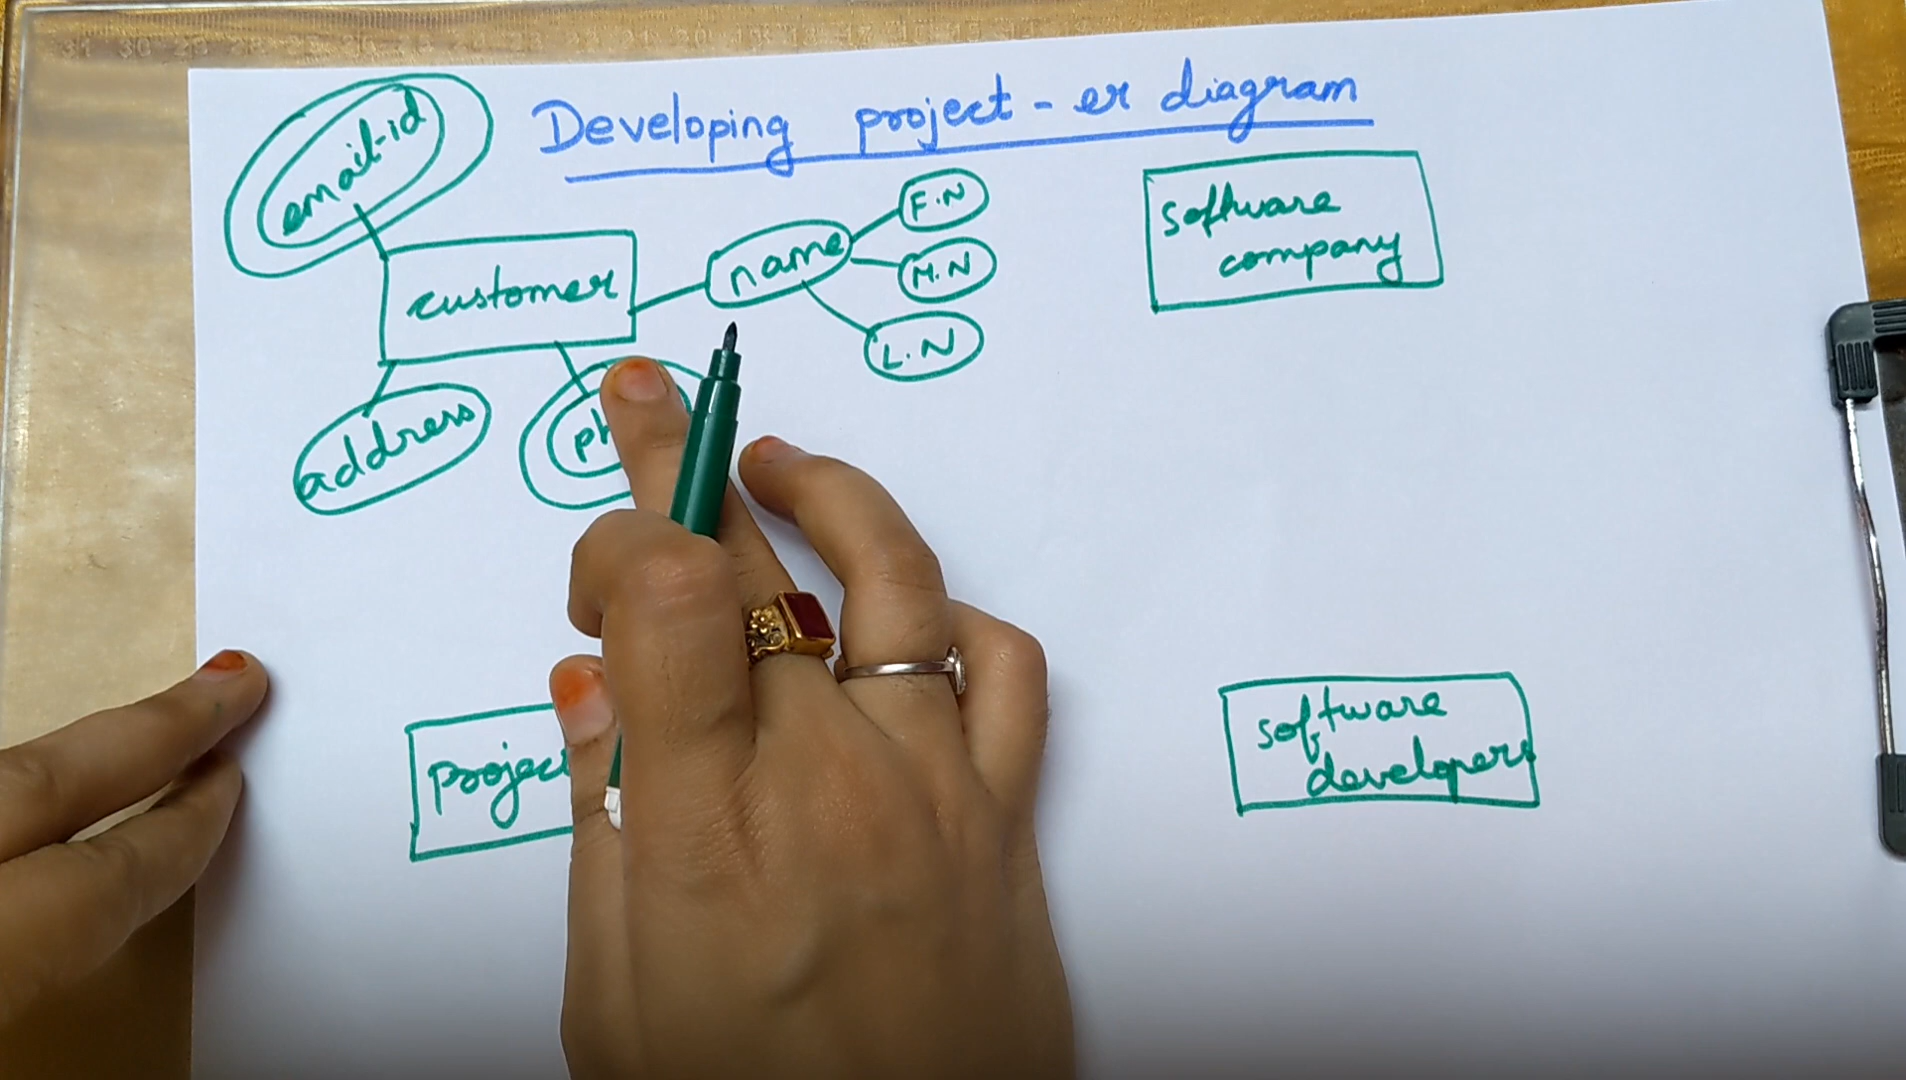 Developing project - er diagram
email-id
customer
name
F.N
M.N
L.N
address
software
company
software
developers